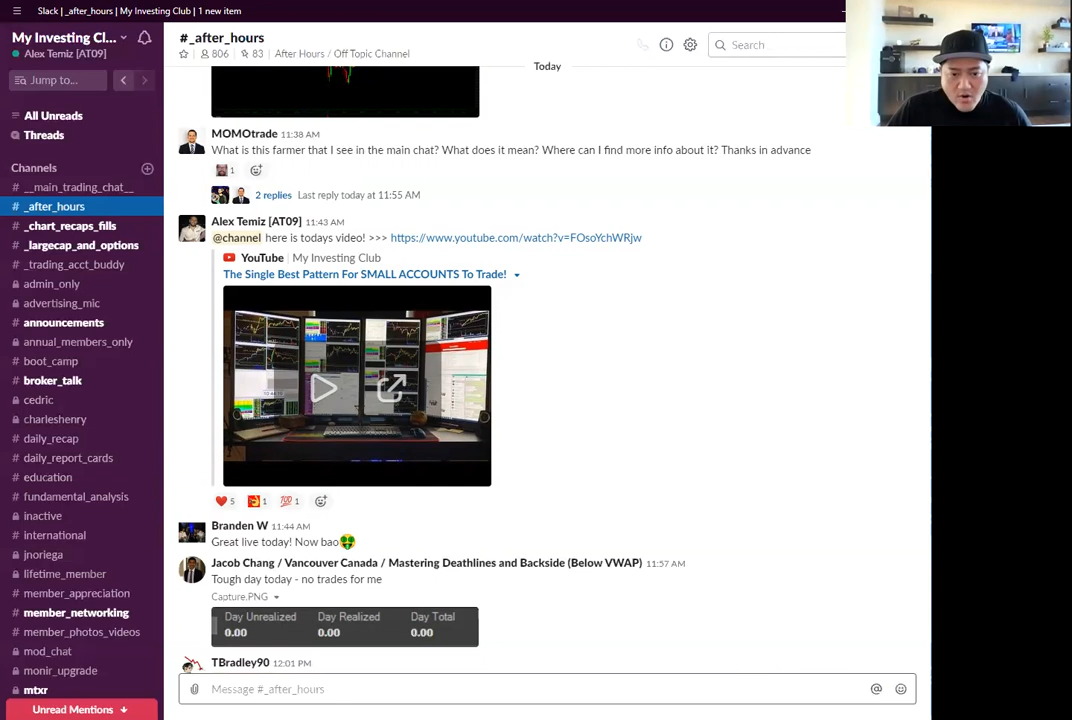 Slack | _after_hours | My Investing Club | 1 new item
My Investing Cl...
Alex Temiz [AT09]
Jump to...
All Unreads
Threads
Channels
# __main_trading_chat__
# _after_hours
# _chart_recaps_fills
# _largecap_and_options
# _trading_acct_buddy
admin_only
advertising_mic
announcements
annual_members_only
# boot_camp
# broker_talk
# cedric
charleshenry
# daily_recap
# daily_report_cards
# education
# fundamental_analysis
# inactive
# international
jnoriega
lifetime_member
# member_appreciation
# member_networking
# member_photos_videos
# mod_chat
monir_upgrade
# mtxr
Unread Mentions
#_after_hours
806
83
After Hours / Off Topic Channel
Search...
Today
MOMOtrade 11:38 AM
What is this farmer that I see in the main chat? What does it mean? Where can I find more info about it? Thanks in advance
1
2 replies Last reply today at 11:55 AM
Alex Temiz [AT09] 11:43 AM
@channel here is todays video! >>> https://www.youtube.com/watch?v=FOsoYchWRjw
YouTube My Investing Club
The Single Best Pattern For SMALL ACCOUNTS To Trade!
5 1 100 1
Branden W 11:44 AM
Great live today! Now bao
Jacob Chang / Vancouver Canada / Mastering Deathlines and Backside (Below VWAP) 11:57 AM
Tough day today - no trades for me
Capture.PNG
Day Unrealized Day Realized Day Total
0.00 0.00 0.00
TBradley90 12:01 PM
Message #_after_hours